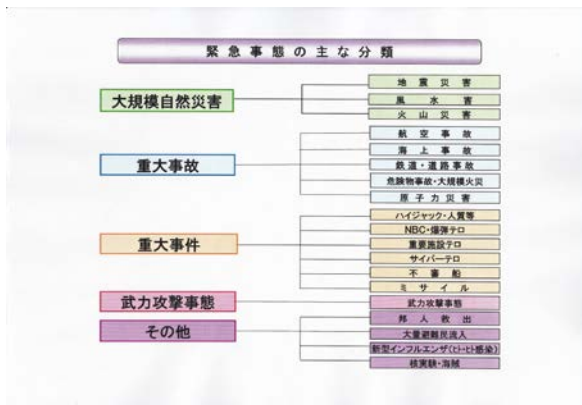 緊急事態の主な分類
大規模自然災害
地震災害
風水害
火山災害
重大事故
航空事故
海上事故
鉄道・道路事故
危険物事故・大規模火災
原子力災害
重大事件
ハイジャック・人質等
NBC・爆弾テロ
重要施設テロ
サイバーテロ
不審船
ミサイル
武力攻撃事態
武力攻撃事態
その他
邦人救出
大量避難民流入
新型インフルエンザ(ヒト-ヒト感染)
核実験・海賊